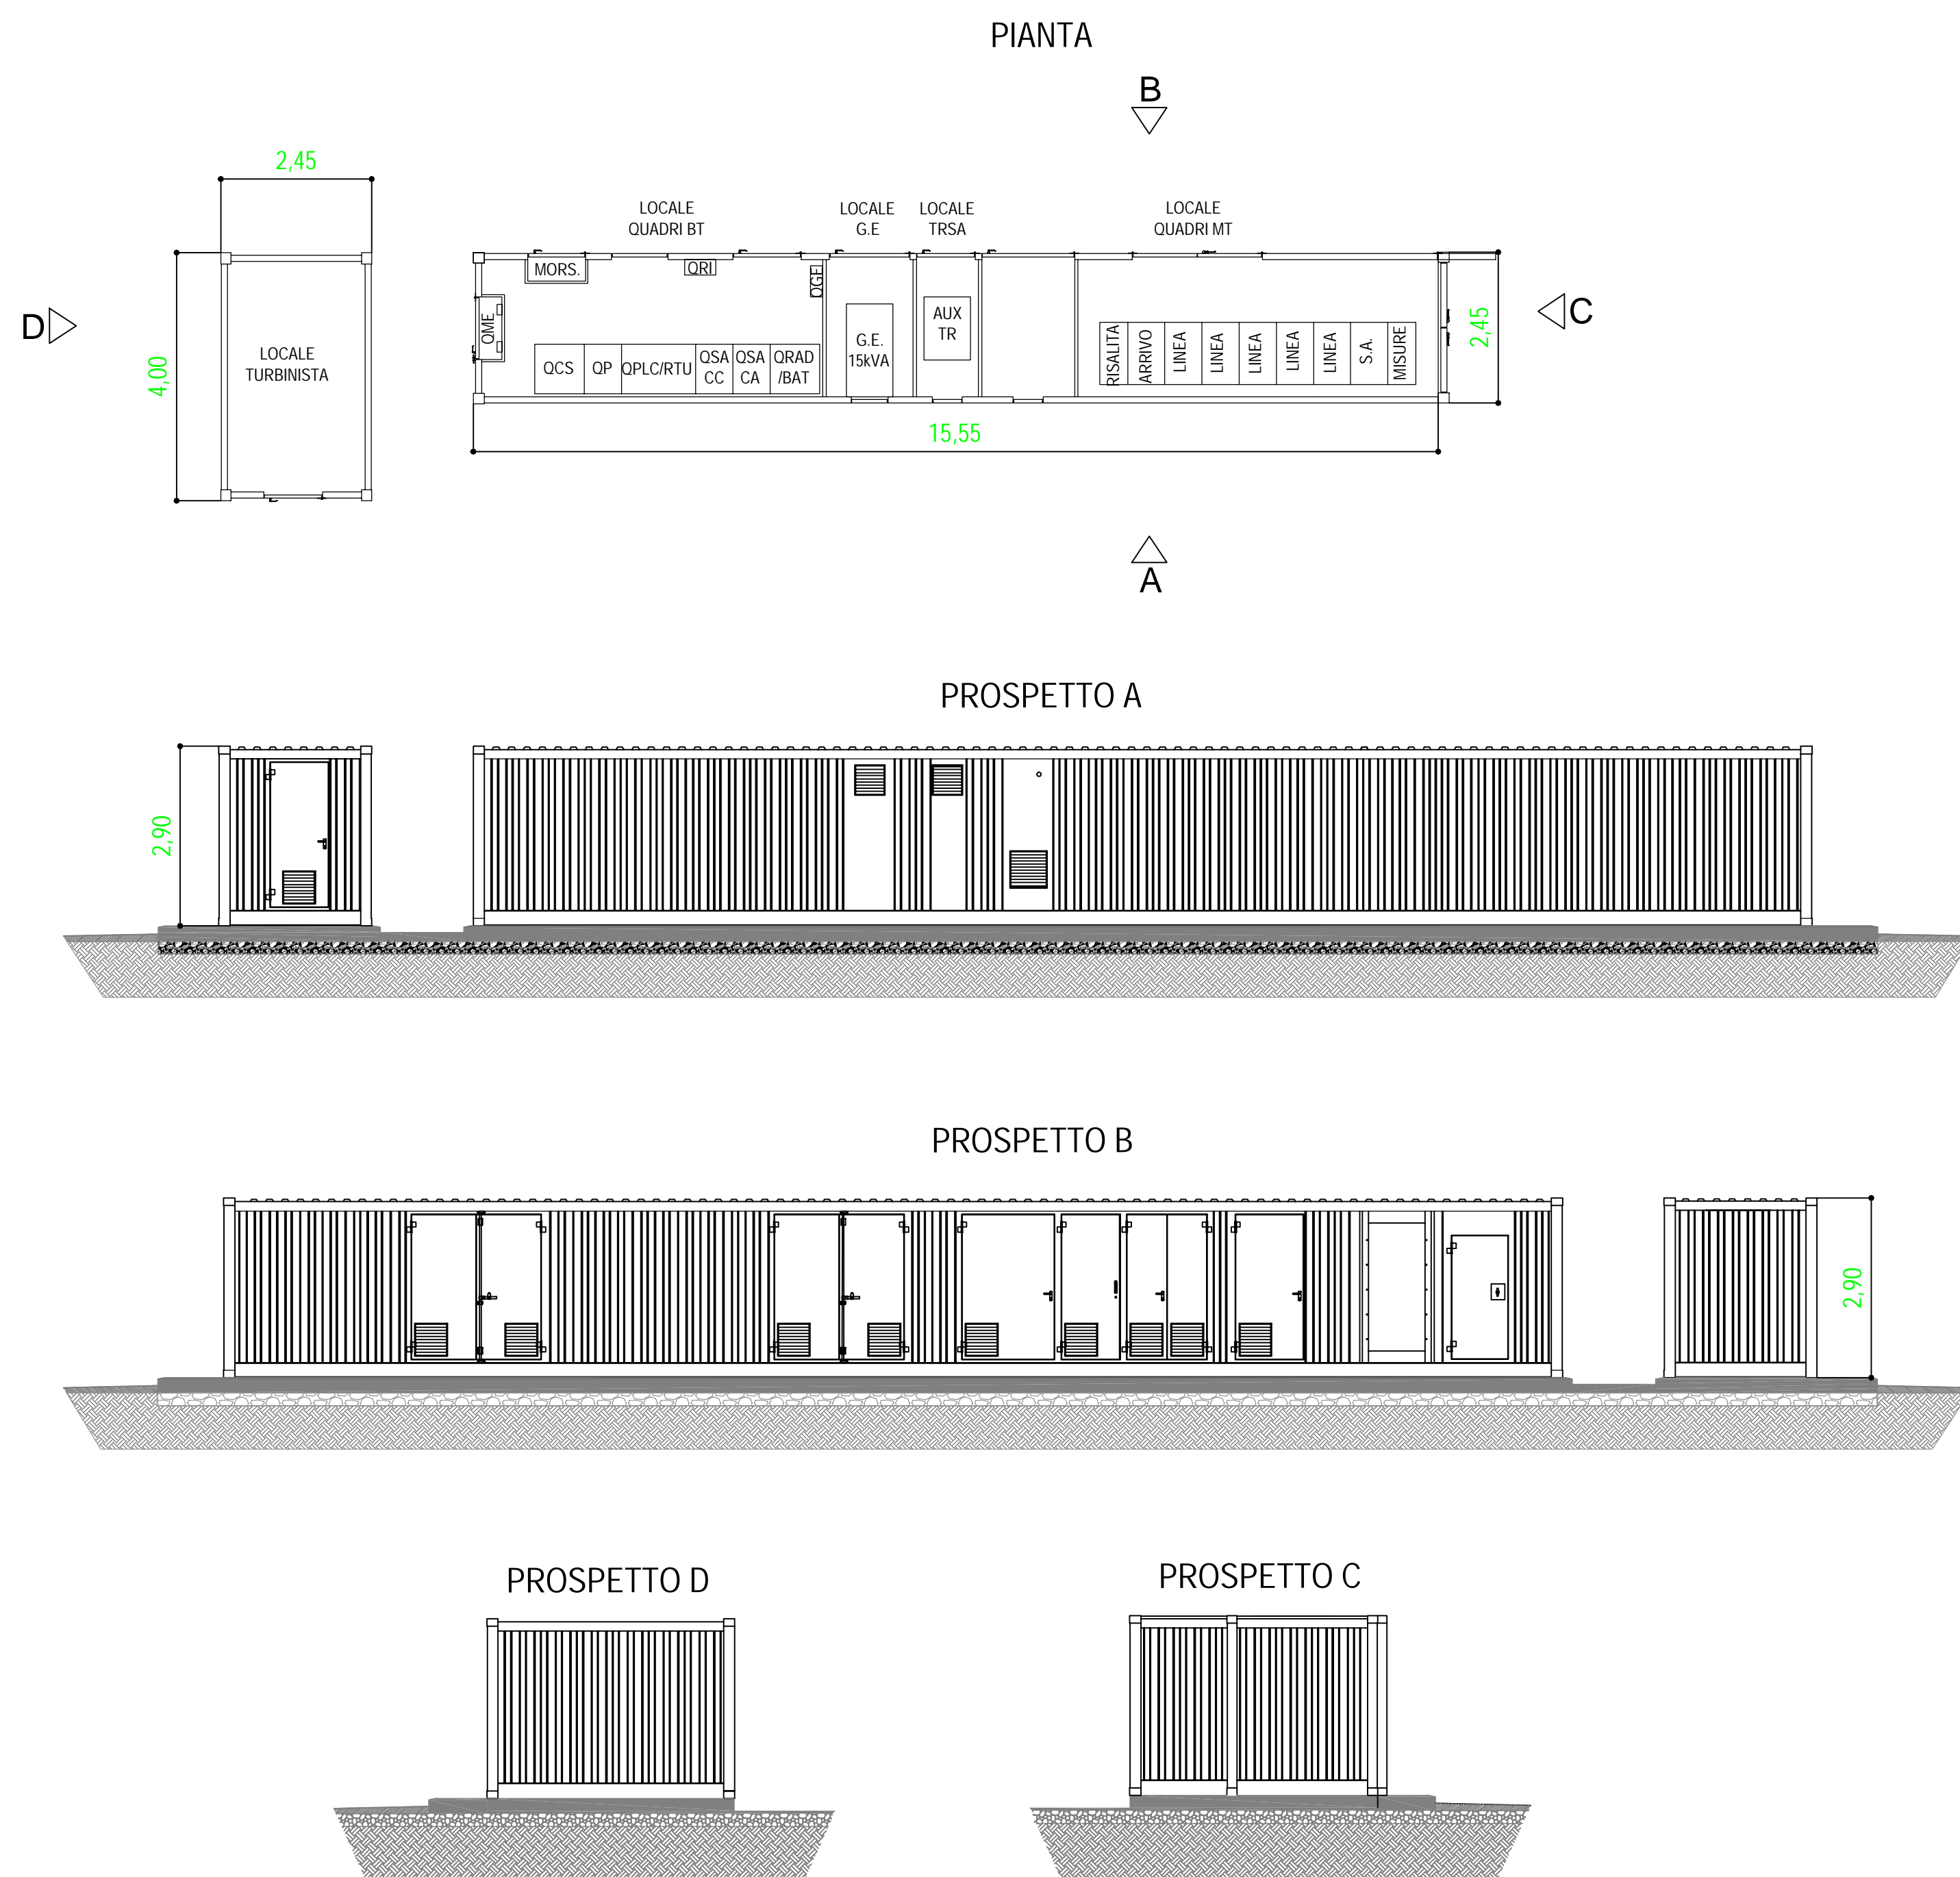 PIANTA
B
2,45
LOCALE
QUADRI BT
LOCALE
G.E
LOCALE
TRSA
LOCALE
QUADRI MT
MORS.
QRI
QGE
QME
D
C
4,00
LOCALE
TURBINISTA
QCS
QP
QPLC/RTU
QSA
CC
QSA
CA
QRAD
/BAT
G.E.
15kVA
AUX
TR
RISALITA
ARRIVO
LINEA
LINEA
LINEA
LINEA
LINEA
S.A.
MISURE
2,45
15,55
A
PROSPETTO A
2,90
PROSPETTO B
2,90
PROSPETTO D
PROSPETTO C